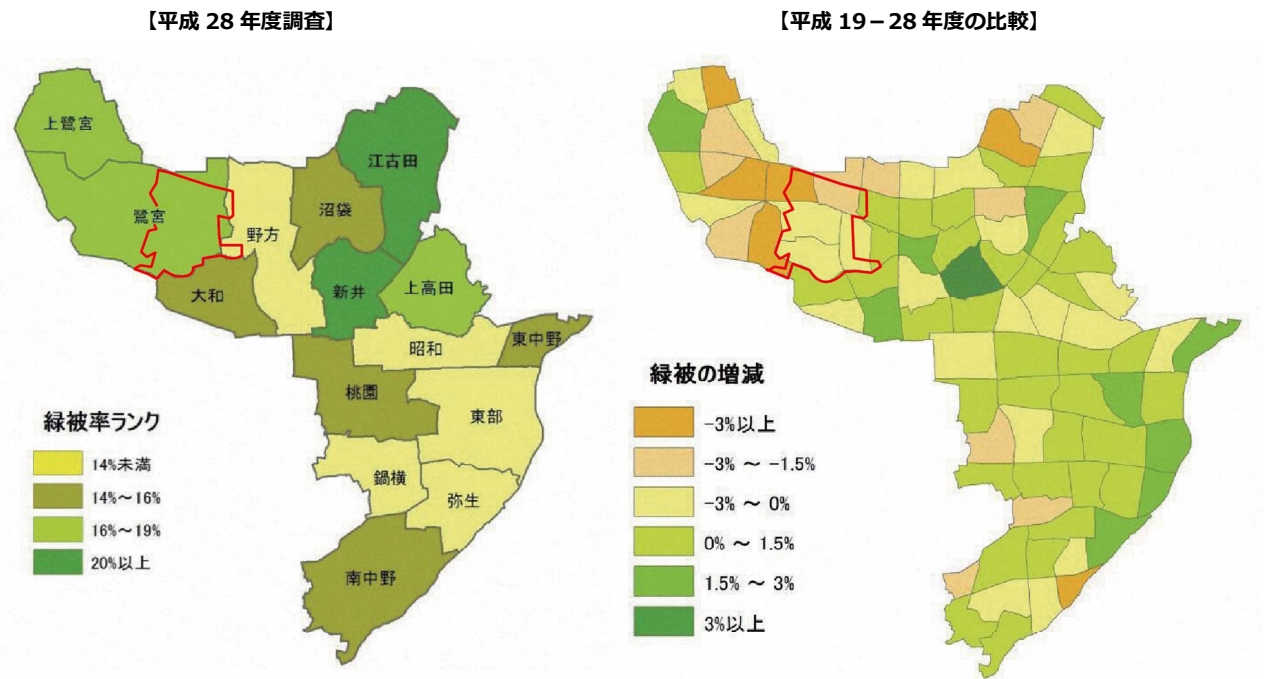 【平成 28 年度調査】
【平成 19－28 年度の比較】
上鷺宮
江古田
鷺宮
沼袋
野方
大和
新井
上高田
昭和
東中野
桃園
東部
鍋横
弥生
南中野
緑被率ランク
14%未満
14%～16%
16%～19%
20%以上
緑被の増減
-3%以上
-3% ～ -1.5%
-3% ～ 0%
0% ～ 1.5%
1.5% ～ 3%
3%以上